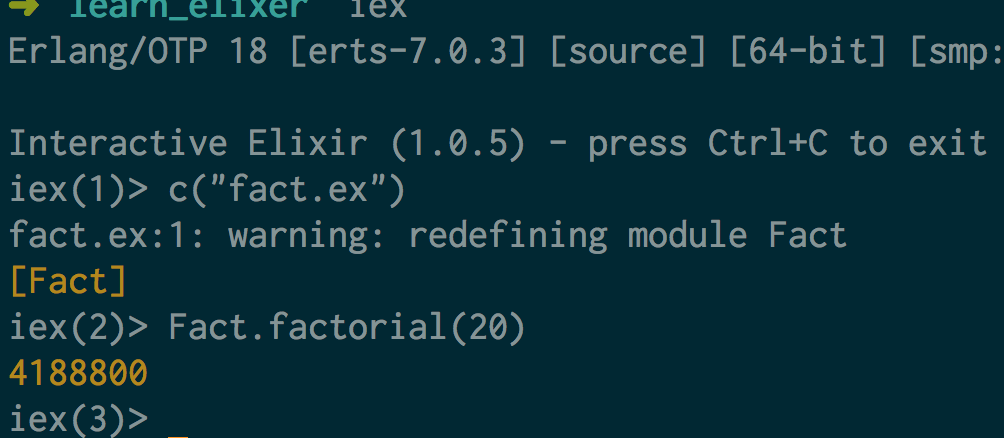 ➜ learn_elixer iex
Erlang/OTP 18 [erts-7.0.3] [source] [64-bit] [smp:
Interactive Elixir (1.0.5) - press Ctrl+C to exit
iex(1)> c("fact.ex")
fact.ex:1: warning: redefining module Fact
[Fact]
iex(2)> Fact.factorial(20)
4188800
iex(3)>